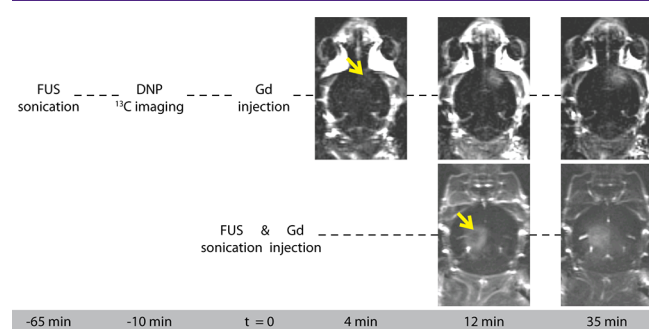 FUS DNP Gd
sonication ¹³C imaging injection
FUS & Gd
sonication injection
-65 min -10 min t = 0 4 min 12 min 35 min